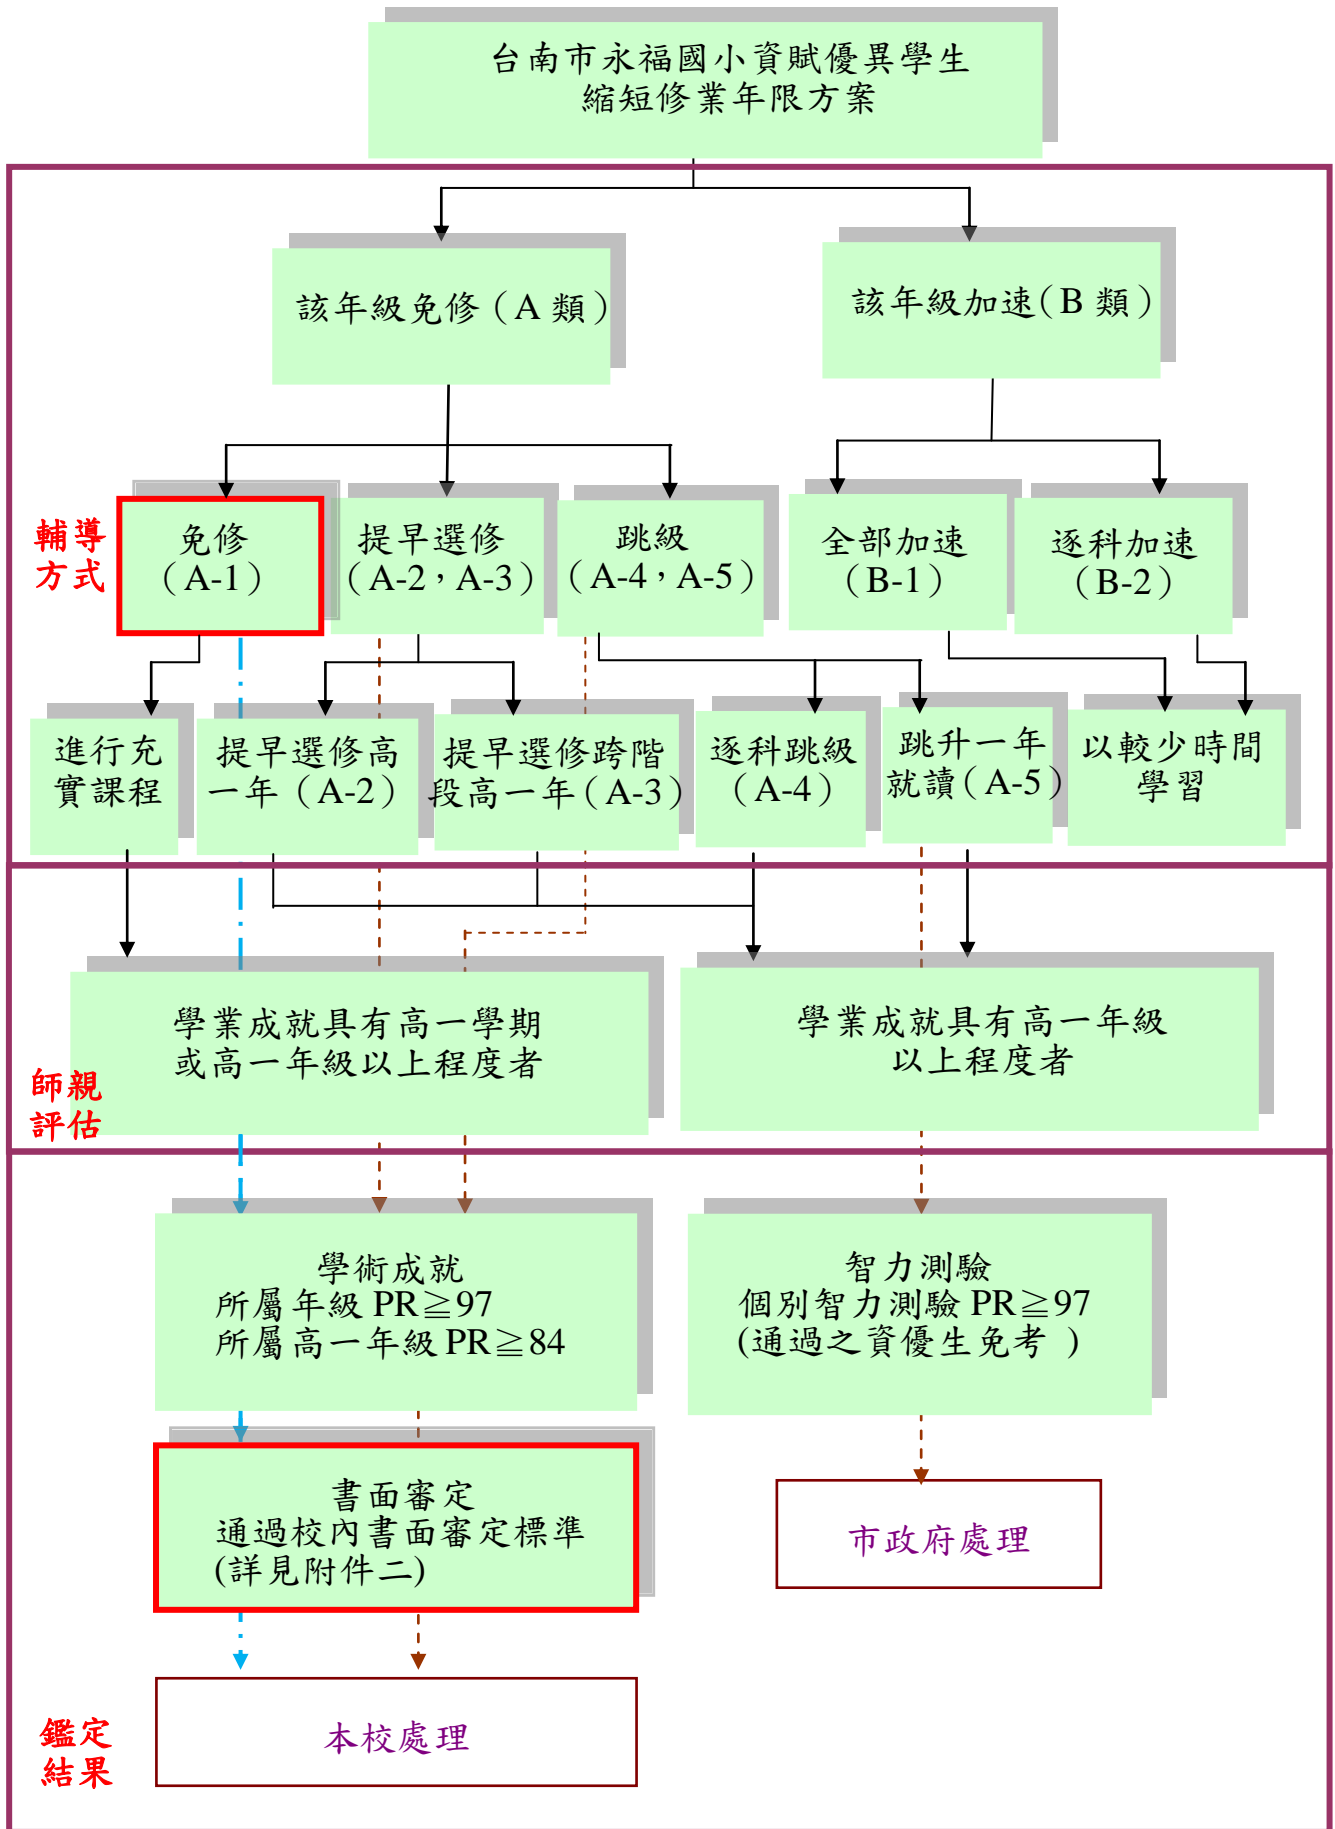 台南市永福國小資賦優異學生
縮短修業年限方案
該年級免修（A 類）
該年級加速（B 類）
輔導
方式
免修
（A-1）
提早選修
（A-2，A-3）
跳級
（A-4，A-5）
全部加速
（B-1）
逐科加速
（B-2）
進行充
實課程
提早選修高
一年（A-2）
提早選修跨階
段高一年（A-3）
逐科跳級
（A-4）
跳升一年
就讀（A-5）
以較少時間
學習
師親
評估
學業成就具有高一學期
或高一年級以上程度者
學業成就具有高一年級
以上程度者
學術成就
所屬年級 PR≧97
所屬高一年級 PR≧84
智力測驗
個別智力測驗 PR≧97
(通過之資優生免考 )
書面審定
通過校內書面審定標準
(詳見附件二)
市政府處理
鑑定
結果
本校處理